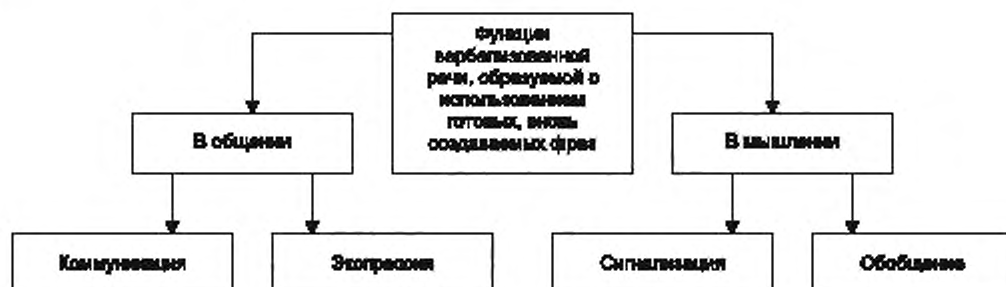 Функции
вербализованной
речи, образуемой с
использованием
готовых, вновь
создаваемых фраз
В общении
В мышлении
Коммуникация
Экспрессия
Сигнализация
Обобщение